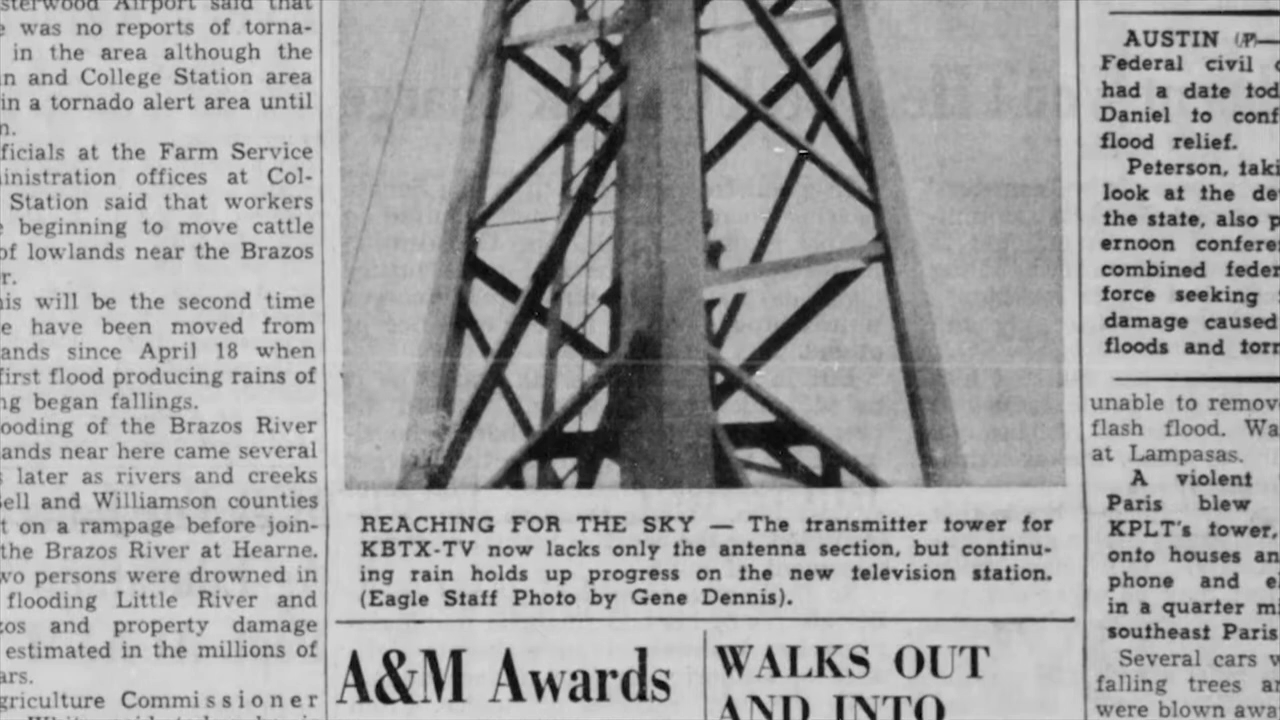 sterwood Airport said that
was no reports of torna-
in the area although the
and College Station area
in a tornado alert area until
ficials at the Farm Service
inistration offices at Col-
Station said that workers
beginning to move cattle
of lowlands near the Brazos
his will be the second time
have been moved from
ands since April 18 when
first flood producing rains of
ng began fallings.
ooding of the Brazos River
ands near here came several
later as rivers and creeks
ell and Williamson counties
t on a rampage before join-
the Brazos River at Hearne.
wo persons were drowned in
flooding Little River and
zos and property damage
estimated in the millions of
ars.
griculture Commissioner
REACHING FOR THE SKY — The transmitter tower for
KBTX-TV now lacks only the antenna section, but continu-
ing rain holds up progress on the new television station.
(Eagle Staff Photo by Gene Dennis).
A&M Awards
WALKS OUT
AND INTO
AUSTIN (AP)—
Federal civil
had a date tod
Daniel to conf
flood relief.
Peterson, taki
look at the de
the state, also p
ernoon confere
combined feder
force seeking
damage caused
floods and torn
unable to remov
flash flood. Wa
at Lampasas.
A violent
Paris blew
KPLT's tower,
onto houses an
phone and e
in a quarter m
southeast Paris
Several cars w
falling trees a
were blown awa